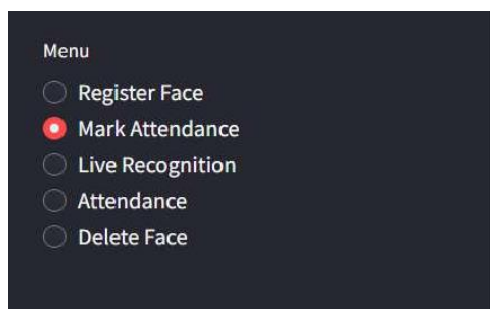 Menu
Register Face
Mark Attendance
Live Recognition
Attendance
Delete Face